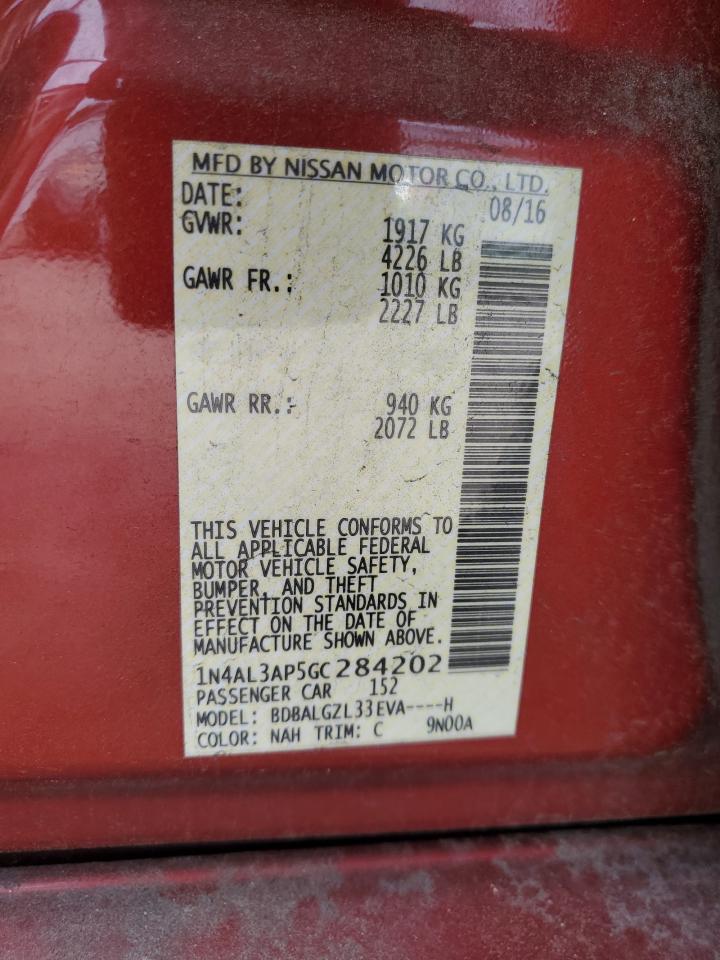 MFD BY NISSAN MOTOR CO., LTD.
DATE: 08/16
GVWR: 1917 KG
4226 LB
GAWR FR.: 1010 KG
2227 LB
GAWR RR.: 940 KG
2072 LB
THIS VEHICLE CONFORMS TO
ALL APPLICABLE FEDERAL
MOTOR VEHICLE SAFETY,
BUMPER, AND THEFT
PREVENTION STANDARDS IN
EFFECT ON THE DATE OF
MANUFACTURE SHOWN ABOVE.
1N4AL3AP5GC284202
PASSENGER CAR 152
MODEL: BDBALGZL33EVA----H
COLOR: NAH TRIM: C 9N00A